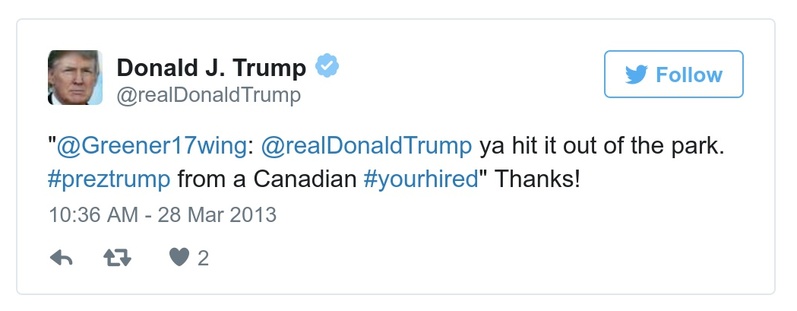 Donald J. Trump
@realDonaldTrump
Follow
"@Greener17wing: @realDonaldTrump ya hit it out of the park.
#preztrump from a Canadian #yourhired" Thanks!
10:36 AM - 28 Mar 2013
2